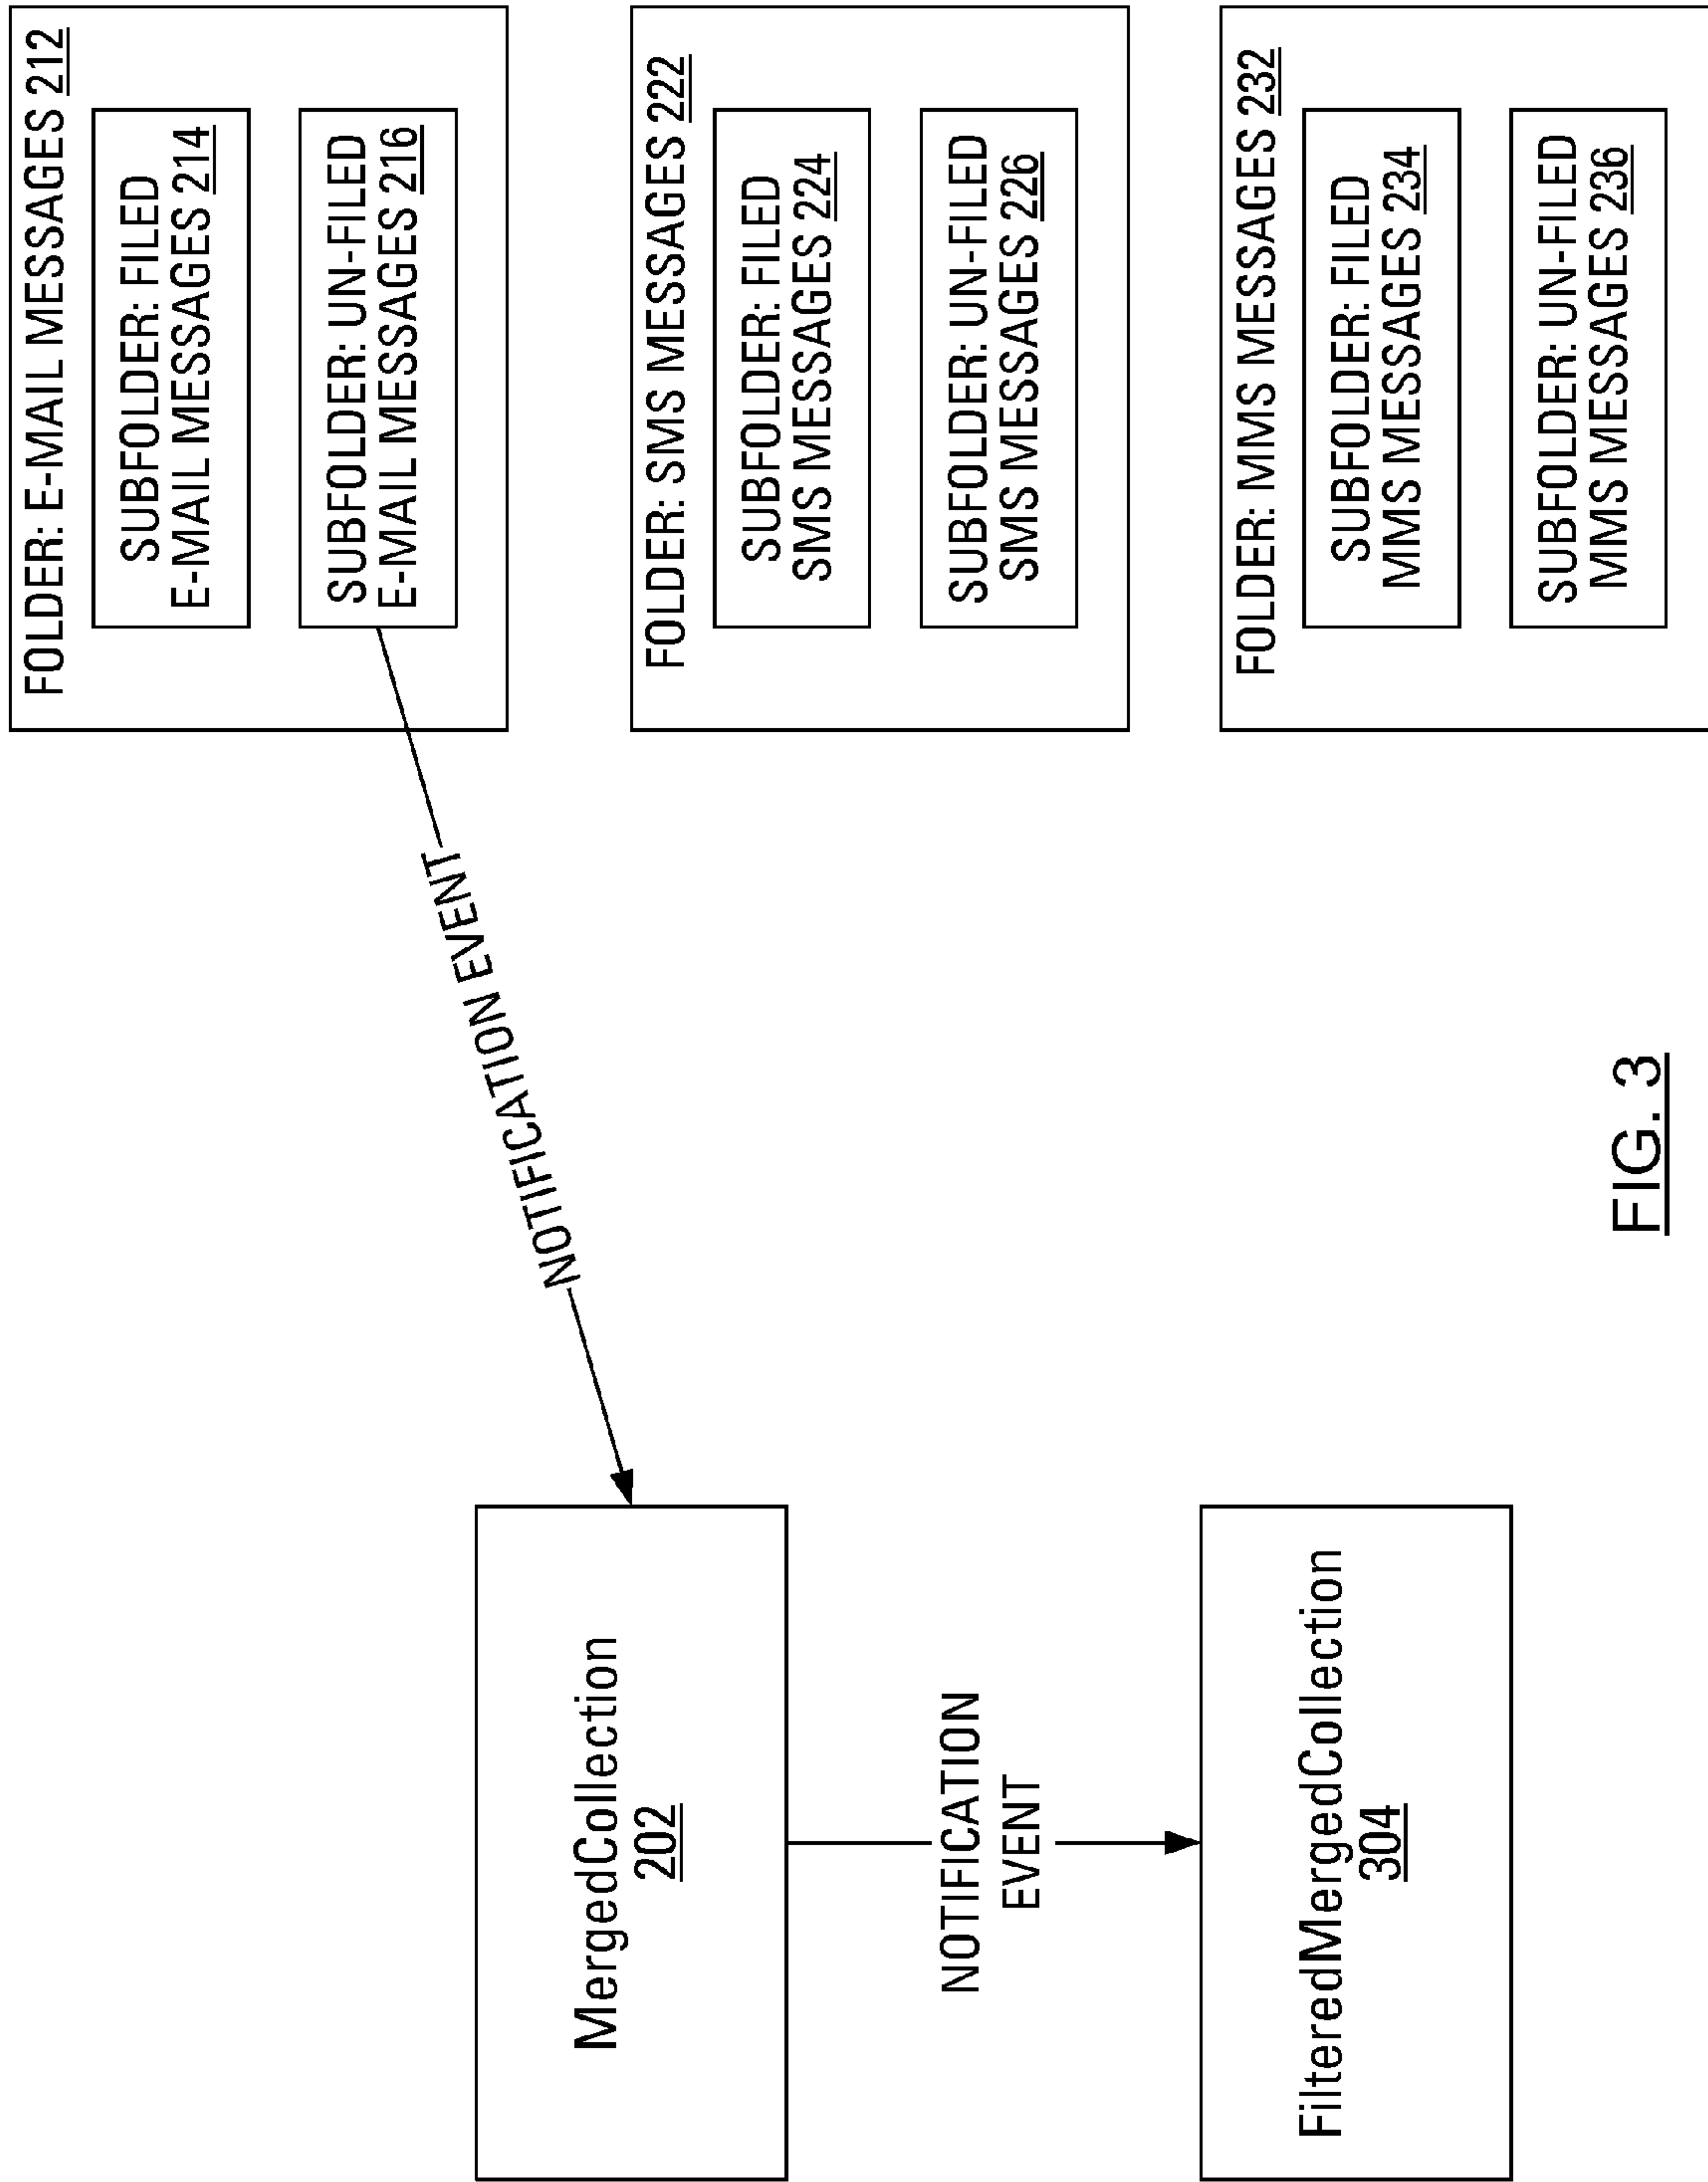 FOLDER: E-MAIL MESSAGES 212
SUBFOLDER: FILED
E-MAIL MESSAGES 214
SUBFOLDER: UN-FILED
E-MAIL MESSAGES 216
FOLDER: SMS MESSAGES 222
SUBFOLDER: FILED
SMS MESSAGES 224
SUBFOLDER: UN-FILED
SMS MESSAGES 226
FOLDER: MMS MESSAGES 232
SUBFOLDER: FILED
MMS MESSAGES 234
SUBFOLDER: UN-FILED
MMS MESSAGES 236
NOTIFICATION EVENT
MergedCollection
202
NOTIFICATION
EVENT
FilteredMergedCollection
304
FIG. 3